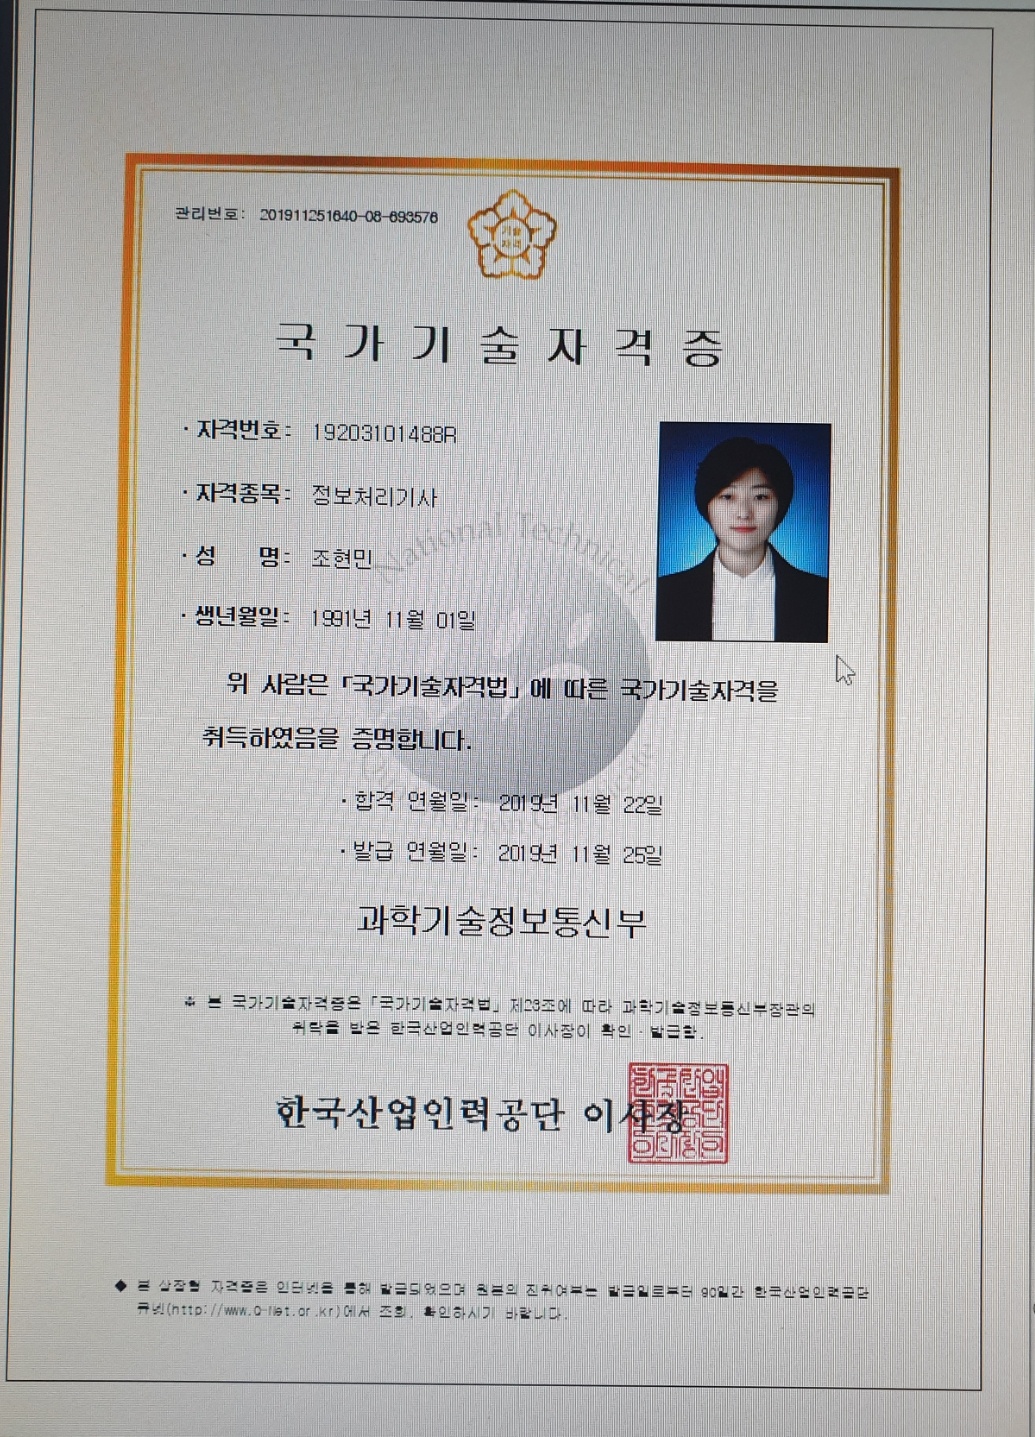 관리번호: 201911251640-08-693576
기술
자격
국가기술자격증
· 자격번호: 19203101488R
· 자격종목: 정보처리기사
· 성 명: 조현민
· 생년월일: 1991년 11월 01일
National Technical
위 사람은 「국가기술자격법」에 따른 국가기술자격을
취득하였음을 증명합니다.
· 합격 연월일: 2019년 11월 22일
· 발급 연월일: 2019년 11월 25일
과학기술정보통신부
※ 본 국가기술자격증은 「국가기술자격법」 제23조에 따라 과학기술정보통신부장관의
위탁을 받은 한국산업인력공단 이사장이 확인·발급함.
한국산업인력공단 이사장
◆ 본 상장형 자격증은 인터넷을 통해 발급되었으며 원본의 진위여부는 발급일로부터 90일간 한국산업인력공단
큐넷(http://www.Q-Net.or.kr)에서 조회, 확인하시기 바랍니다.